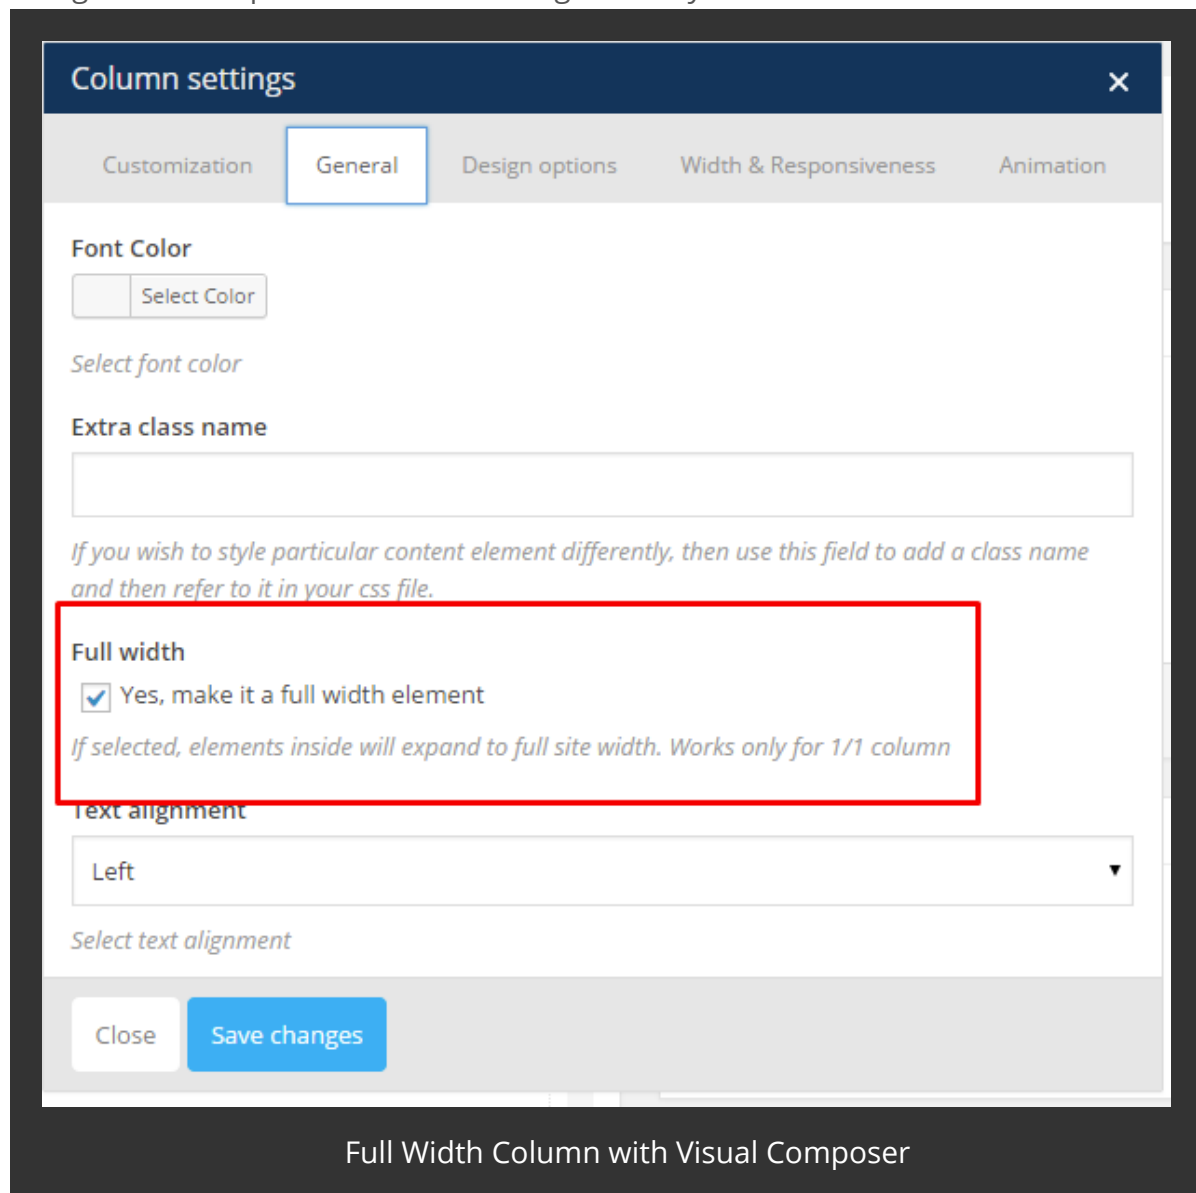 Column settings
Customization General Design options Width & Responsiveness Animation
Font Color
Select Color
Select font color
Extra class name
If you wish to style particular content element differently, then use this field to add a class name
and then refer to it in your css file.
Full width
Yes, make it a full width element
If selected, elements inside will expand to full site width. Works only for 1/1 column
Text alignment
Left
Select text alignment
Close Save changes
Full Width Column with Visual Composer